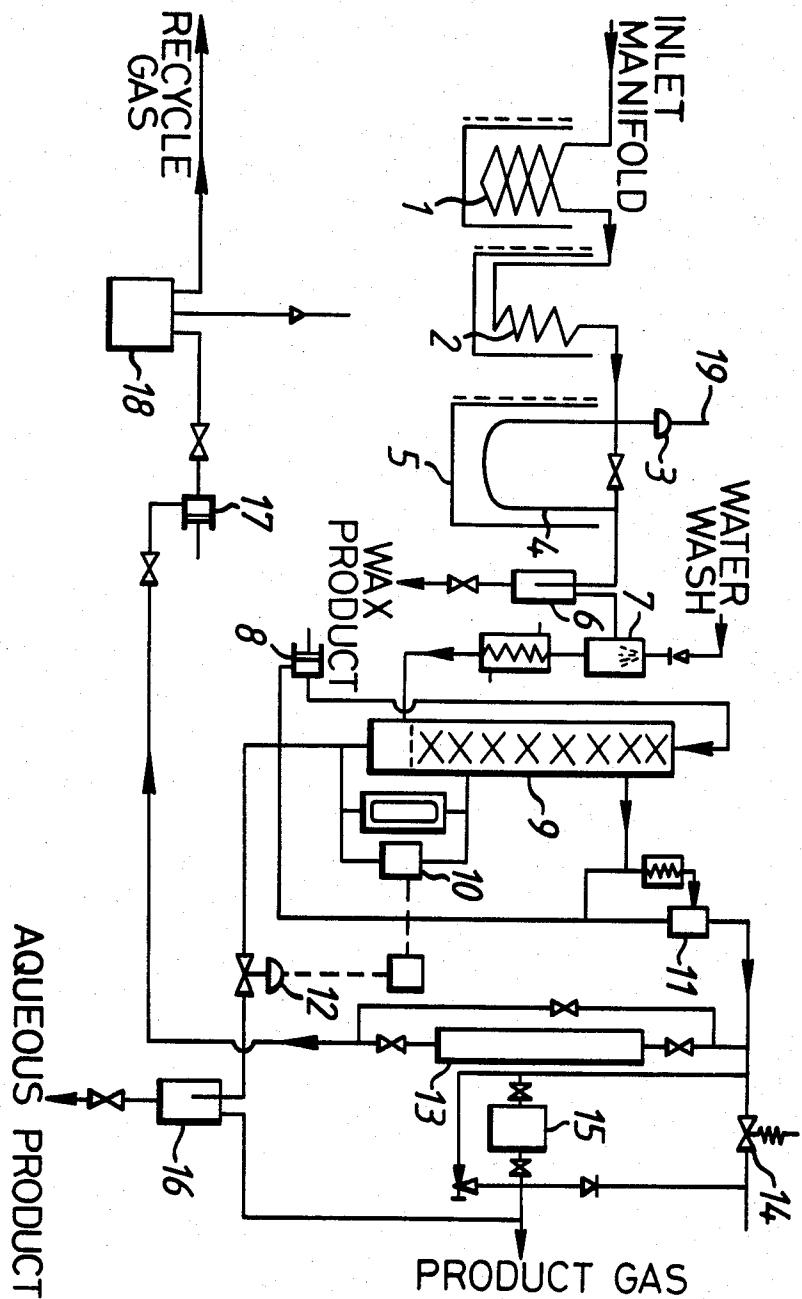 INLET
MANIFOLD
1
2
19
3
5
4
WATER
WASH
7
6
WAX
PRODUCT
8
9
10
11
12
13
14
15
16
AQUEOUS PRODUCT
PRODUCT GAS
17
18
RECYCLE
GAS